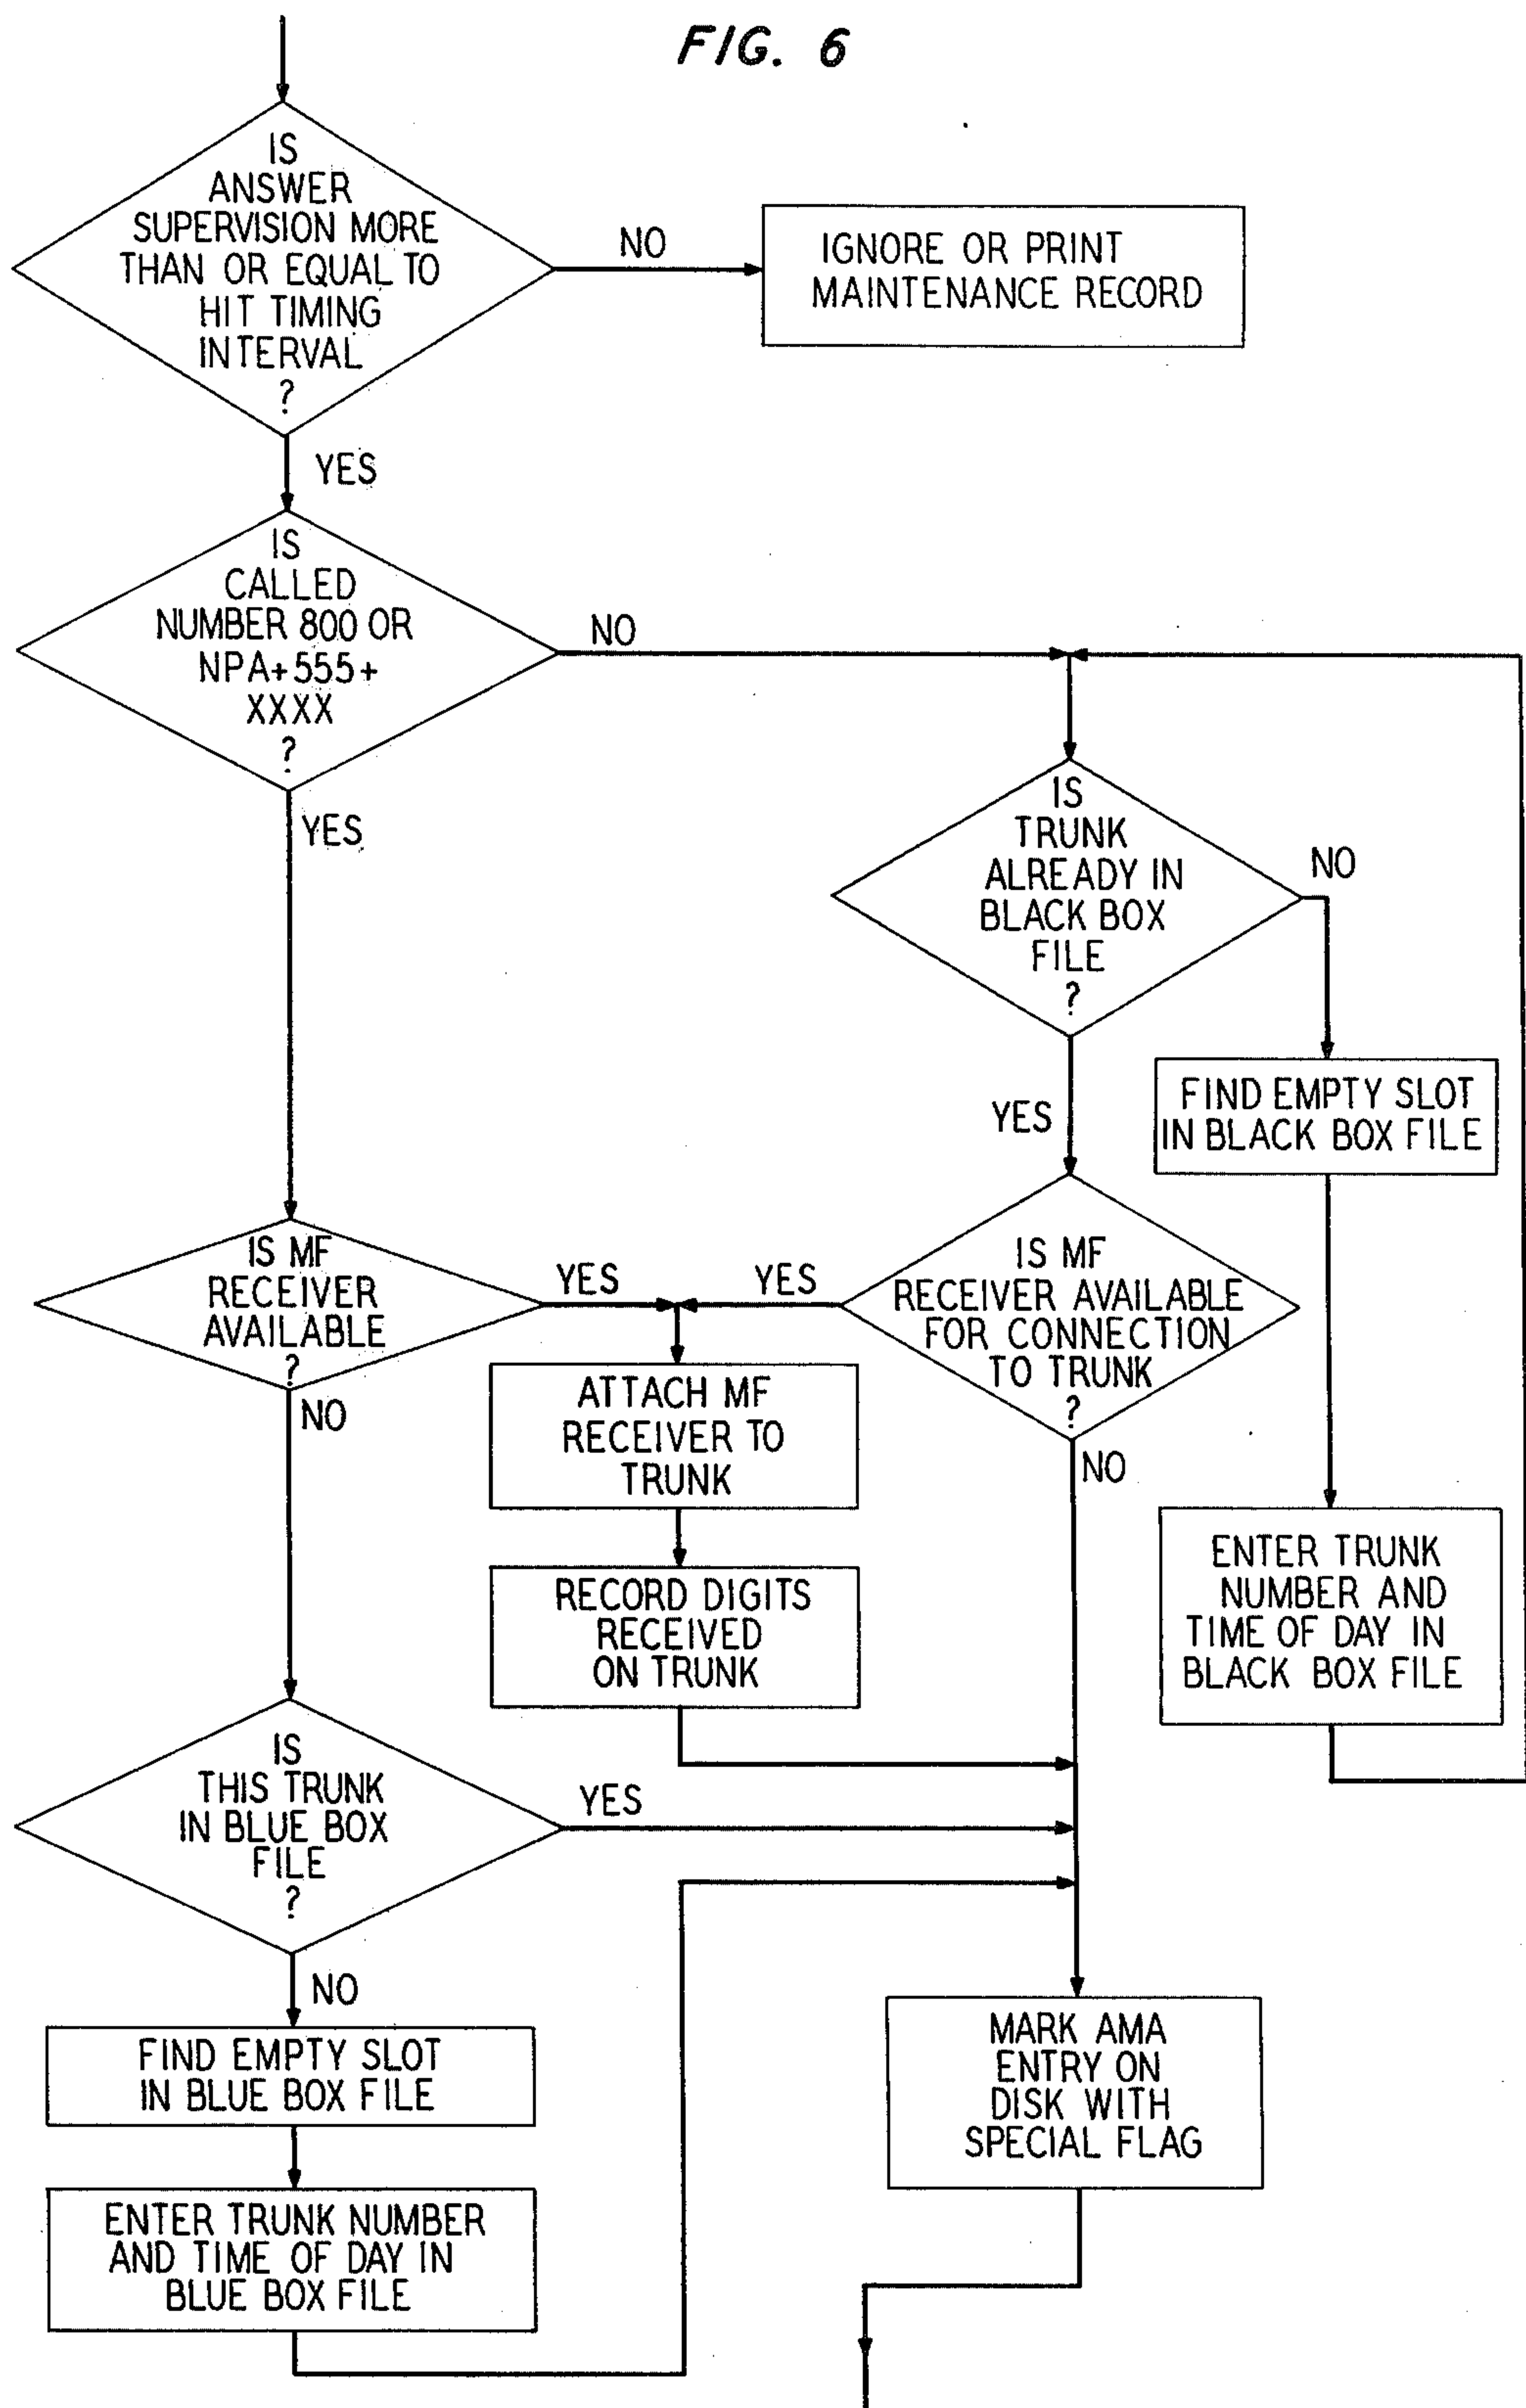 FIG. 6
IS
ANSWER
SUPERVISION MORE
THAN OR EQUAL TO
HIT TIMING
INTERVAL
?
NO
IGNORE OR PRINT
MAINTENANCE RECORD
YES
IS
CALLED
NUMBER 800 OR
NPA+555+
XXXX
?
NO
YES
IS
TRUNK
ALREADY IN
BLACK BOX
FILE
?
NO
YES
FIND EMPTY SLOT
IN BLACK BOX FILE
IS MF
RECEIVER
AVAILABLE
?
YES
YES
IS MF
RECEIVER AVAILABLE
FOR CONNECTION
TO TRUNK
?
NO
ATTACH MF
RECEIVER TO
TRUNK
NO
RECORD DIGITS
RECEIVED
ON TRUNK
ENTER TRUNK
NUMBER AND
TIME OF DAY IN
BLACK BOX FILE
IS
THIS TRUNK
IN BLUE BOX
FILE
?
YES
NO
FIND EMPTY SLOT
IN BLUE BOX FILE
MARK AMA
ENTRY ON
DISK WITH
SPECIAL FLAG
ENTER TRUNK NUMBER
AND TIME OF DAY IN
BLUE BOX FILE